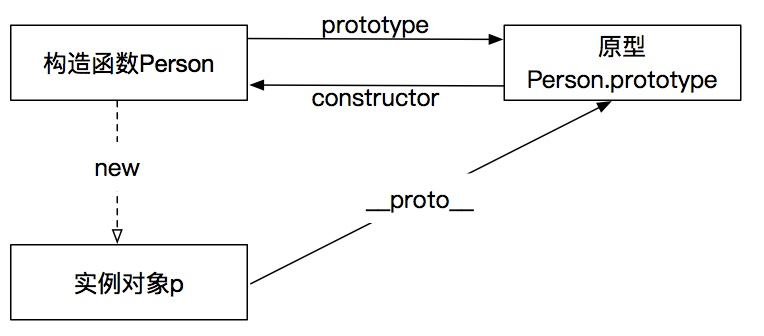 prototype
构造函数Person
原型
Person.prototype
constructor
new
__proto__
实例对象p